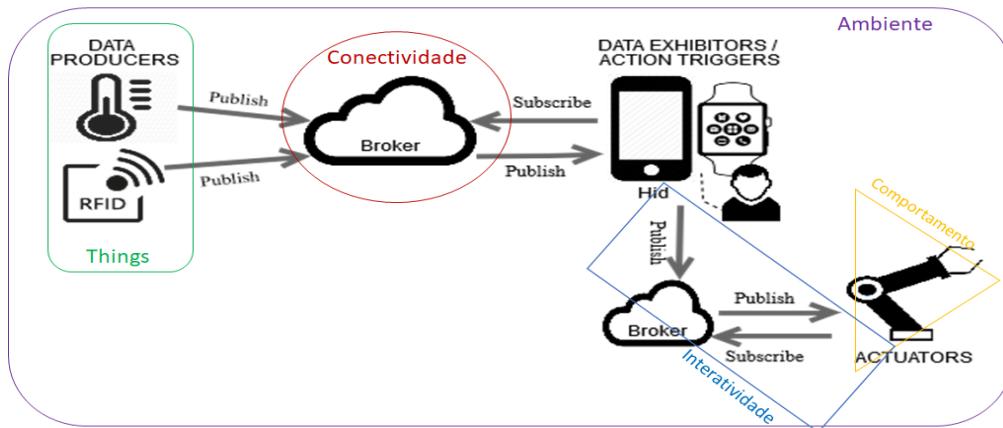 Ambiente
DATA
PRODUCERS
Conectividade
DATA EXHIBITORS /
ACTION TRIGGERS
Publish
Subscribe
Broker
Publish
Publish
RFID
Hid
Things
Comportamento
Publish
Publish
Broker
Subscribe
ACTUATORS
Interatividade